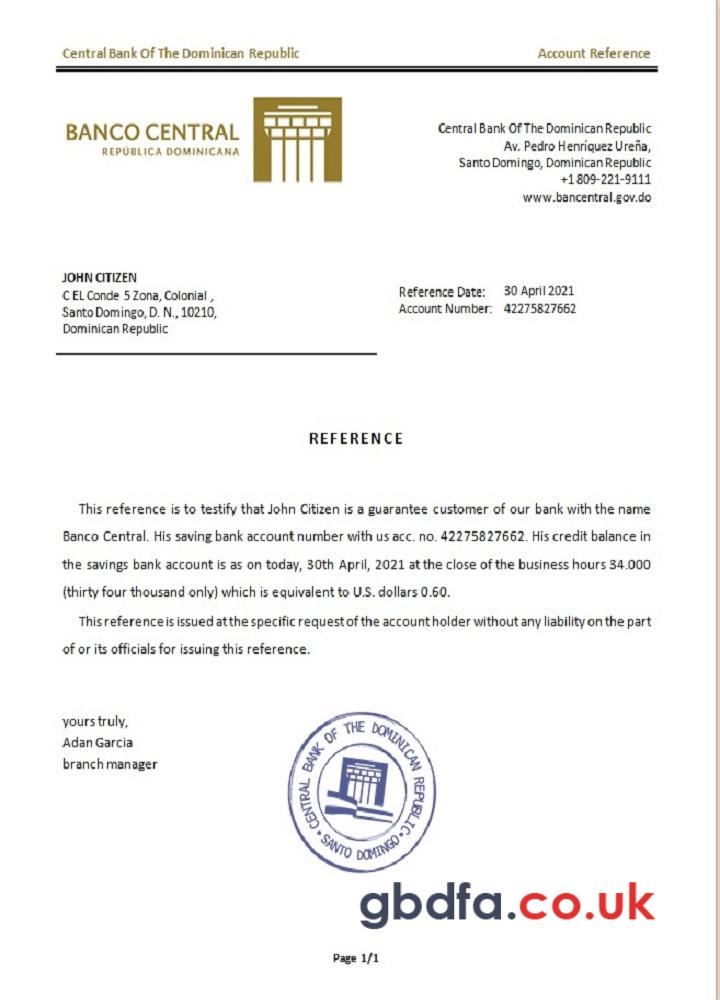 Central Bank Of The Dominican Republic Account Reference
BANCO CENTRAL
REPÚBLICA DOMINICANA
Central Bank Of The Dominican Republic
Av. Pedro Henríquez Ureña,
Santo Domingo, Dominican Republic
+1 809-221-9111
www.bancentral.gov.do
JOHN CITIZEN
C EL Conde 5 Zona, Colonial ,
Santo Domingo, D. N., 10210,
Dominican Republic
Reference Date: 30 April 2021
Account Number: 42275827662
REFERENCE
This reference is to testify that John Citizen is a guarantee customer of our bank with the name
Banco Central. His saving bank account number with us acc. no. 42275827662. His credit balance in
the savings bank account is as on today, 30th April, 2021 at the close of the business hours 34.000
(thirty four thousand only) which is equivalent to U.S. dollars 0.60.
This reference is issued at the specific request of the account holder without any liability on the part
of or its officials for issuing this reference.
yours truly,
Adan Garcia
branch manager
CENTRAL BANK OF THE DOMINICAN REPUBLIC
SANTO DOMINGO
gbdfa.co.uk
Page 1/1